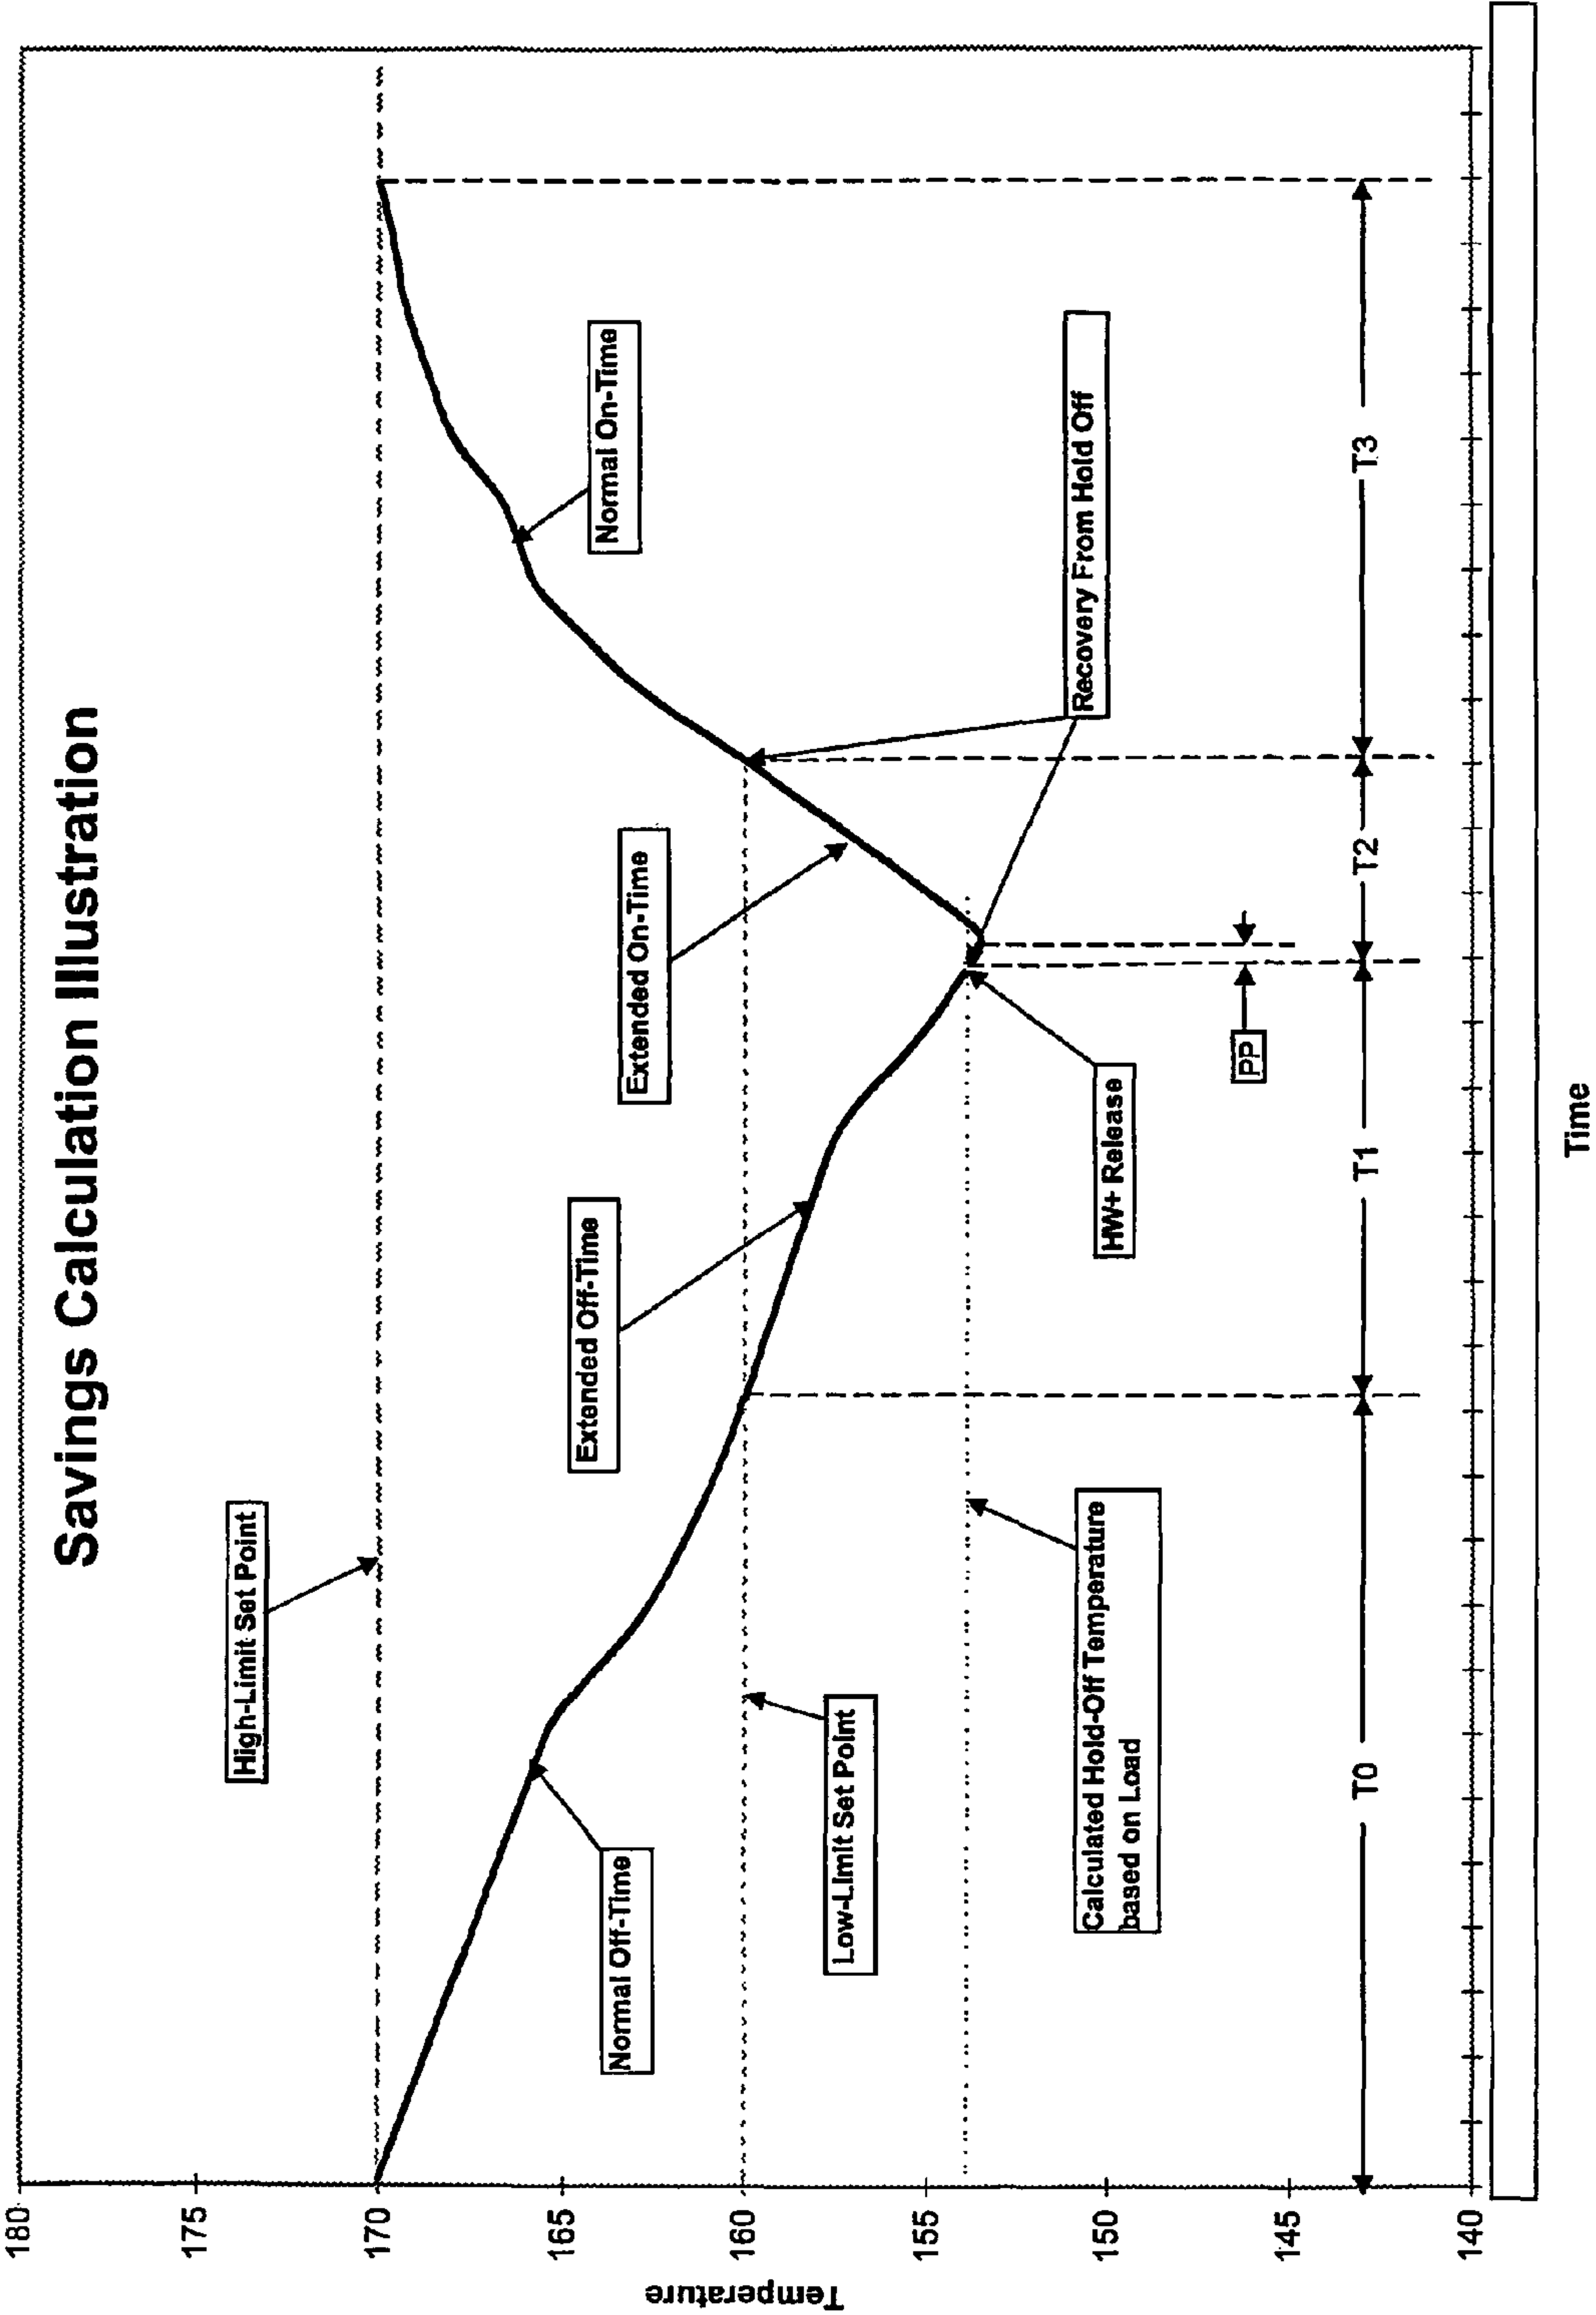 Savings Calculation Illustration
High-Limit Set Point
Normal On-Time
Extended On-Time
Extended Off-Time
Normal Off-Time
Low-Limit Set Point
Recovery From Hold Off
HW+ Release
Calculated Hold-Off Temperature
based on Load
PP
T0
T1
T2
T3
180
175
170
165
160
155
150
145
140
Temperature
Time